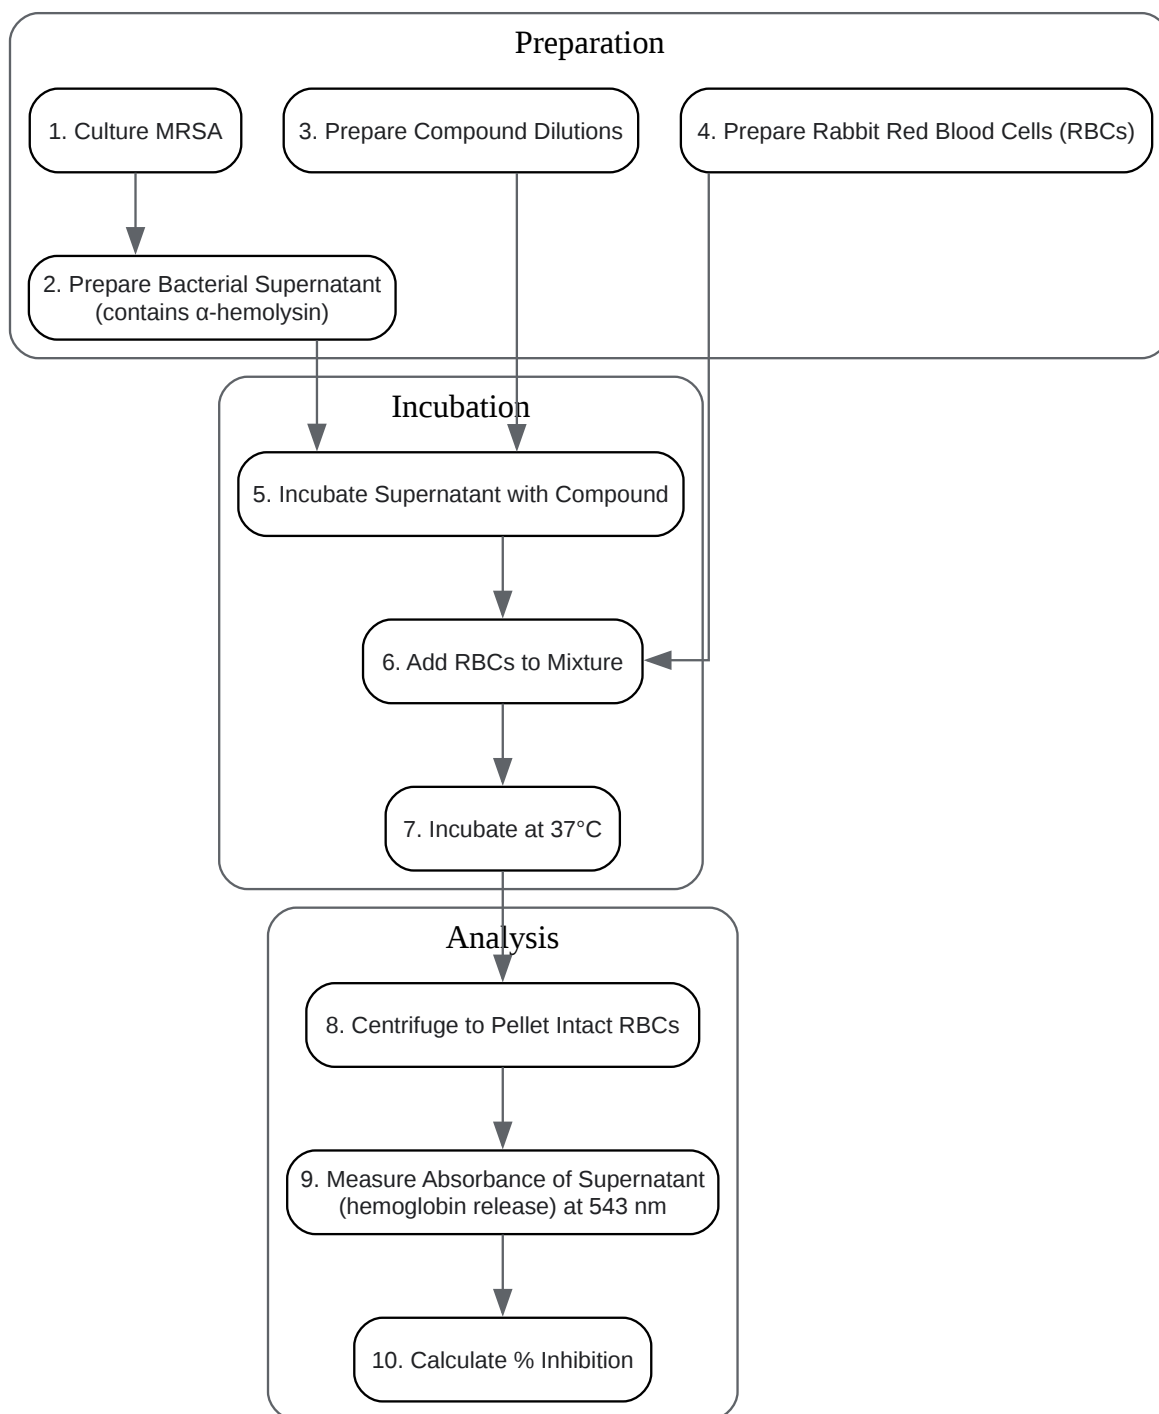 Preparation
1. Culture MRSA
3. Prepare Compound Dilutions
4. Prepare Rabbit Red Blood Cells (RBCs)
2. Prepare Bacterial Supernatant
(contains α-hemolysin)
Incubation
5. Incubate Supernatant with Compound
6. Add RBCs to Mixture
7. Incubate at 37°C
Analysis
8. Centrifuge to Pellet Intact RBCs
9. Measure Absorbance of Supernatant
(hemoglobin release) at 543 nm
10. Calculate % Inhibition